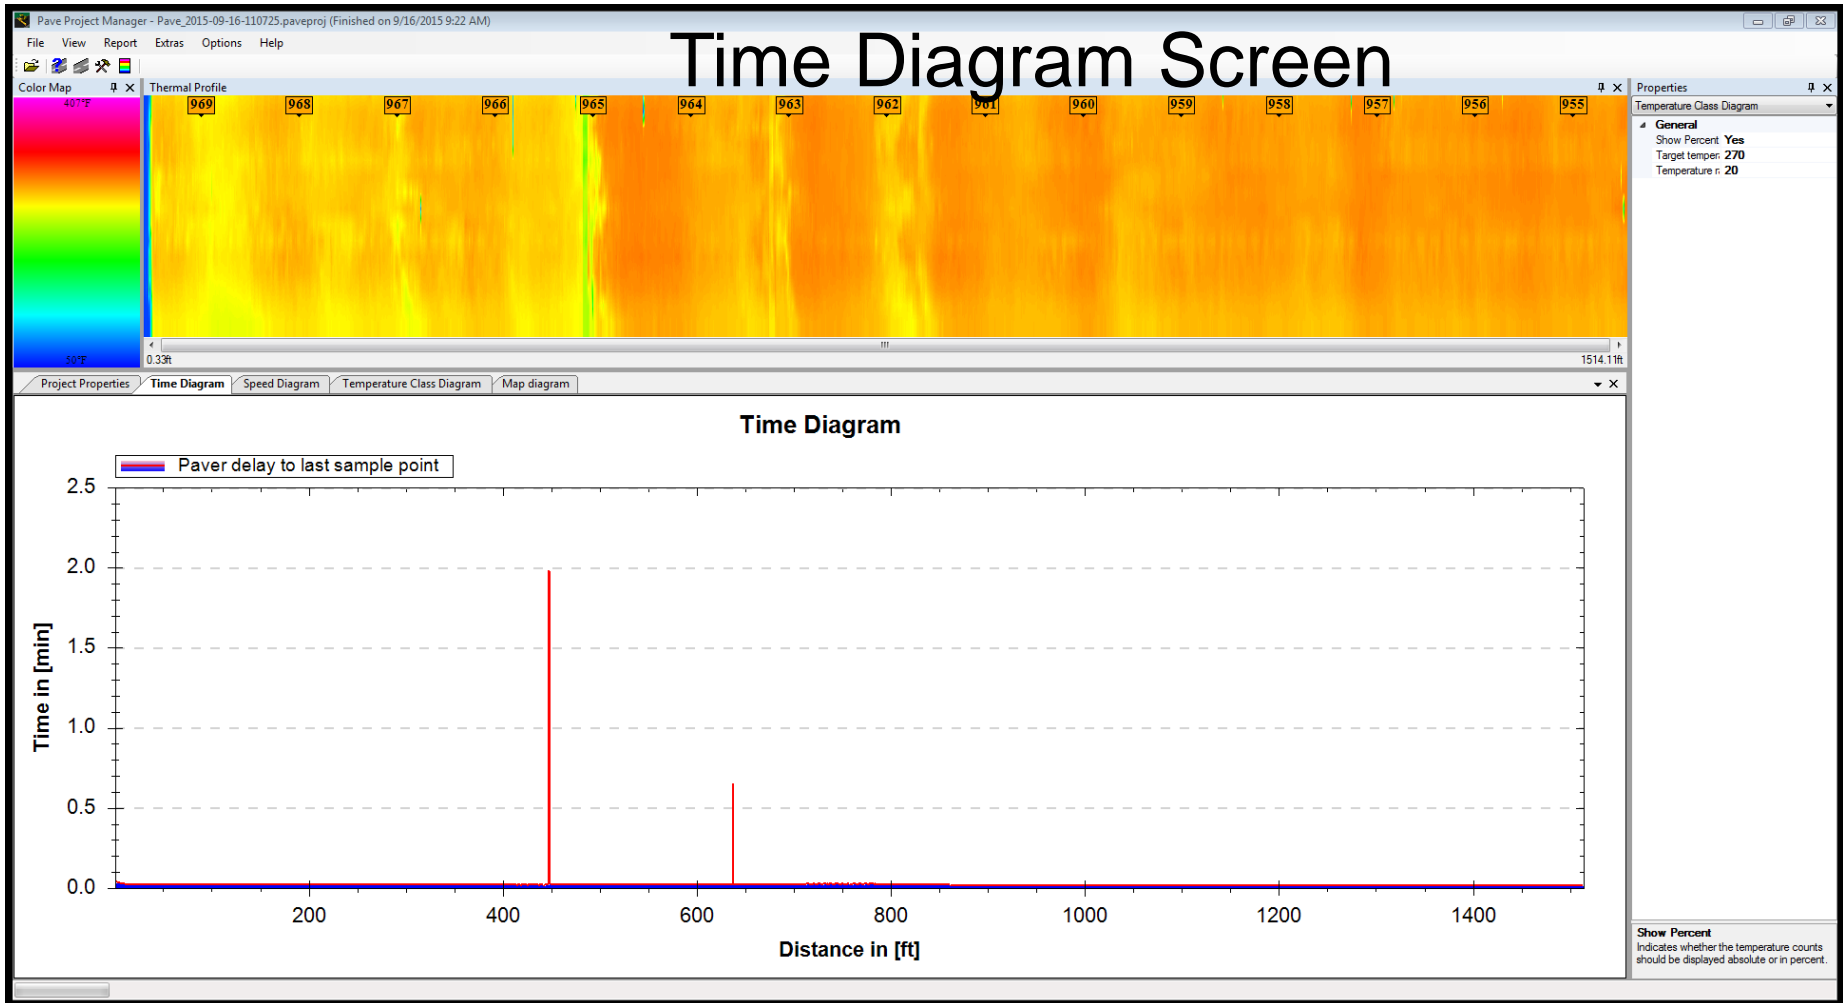 Pave Project Manager - Pave_2015-09-16-110725.paveproj (Finished on 9/16/2015 9:22 AM)
File View Report Extras Options Help
Time Diagram Screen
Color Map
Thermal Profile
Properties
407°F
969 968 967 966 965 964 963 962 961 960 959 958 957 956 955
Temperature Class Diagram
General
Show Percent Yes
Target temper 270
Temperature r 20
50°F
0.33ft
1514.11ft
Project Properties Time Diagram Speed Diagram Temperature Class Diagram Map diagram
Time Diagram
Paver delay to last sample point
2.5
2.0
1.5
1.0
0.5
0.0
Time in [min]
200 400 600 800 1000 1200 1400
Distance in [ft]
Show Percent
Indicates whether the temperature counts
should be displayed absolute or in percent.